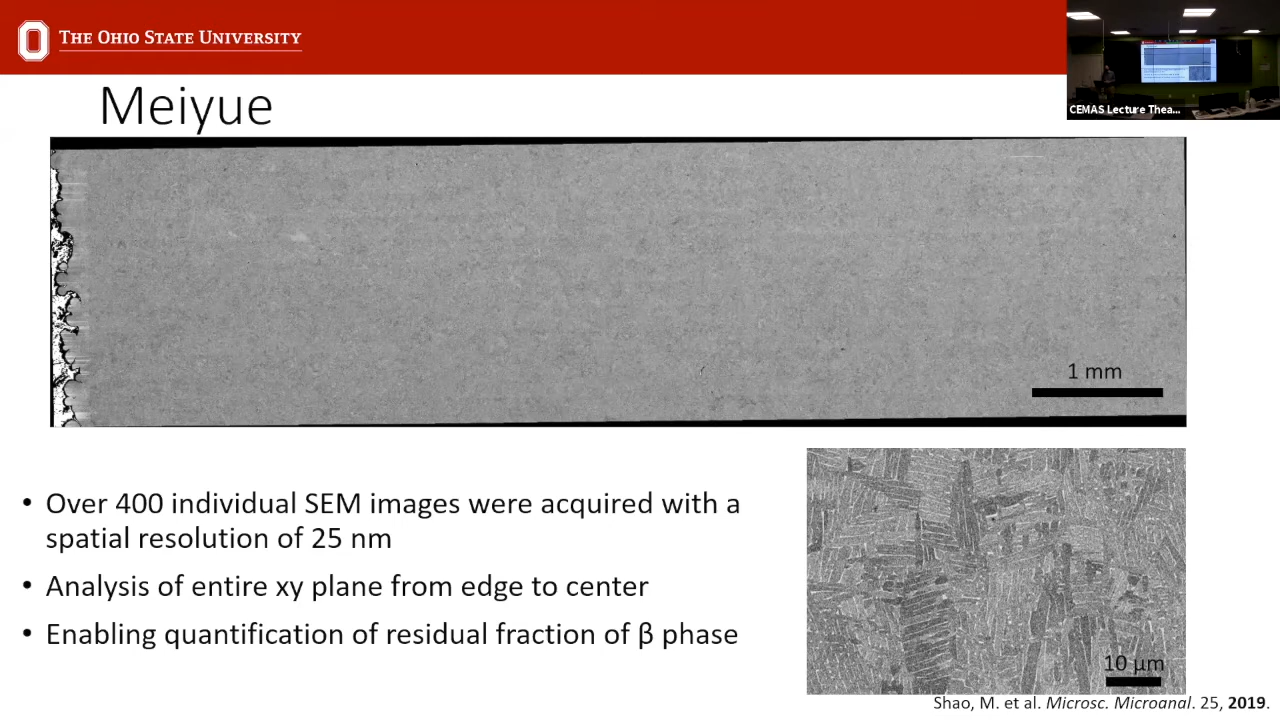 THE OHIO STATE UNIVERSITY
CEMAS Lecture Thea...
Meiyue
1 mm
• Over 400 individual SEM images were acquired with a
spatial resolution of 25 nm
• Analysis of entire xy plane from edge to center
• Enabling quantification of residual fraction of β phase
10 μm
Shao, M. et al. Microsc. Microanal. 25, 2019.